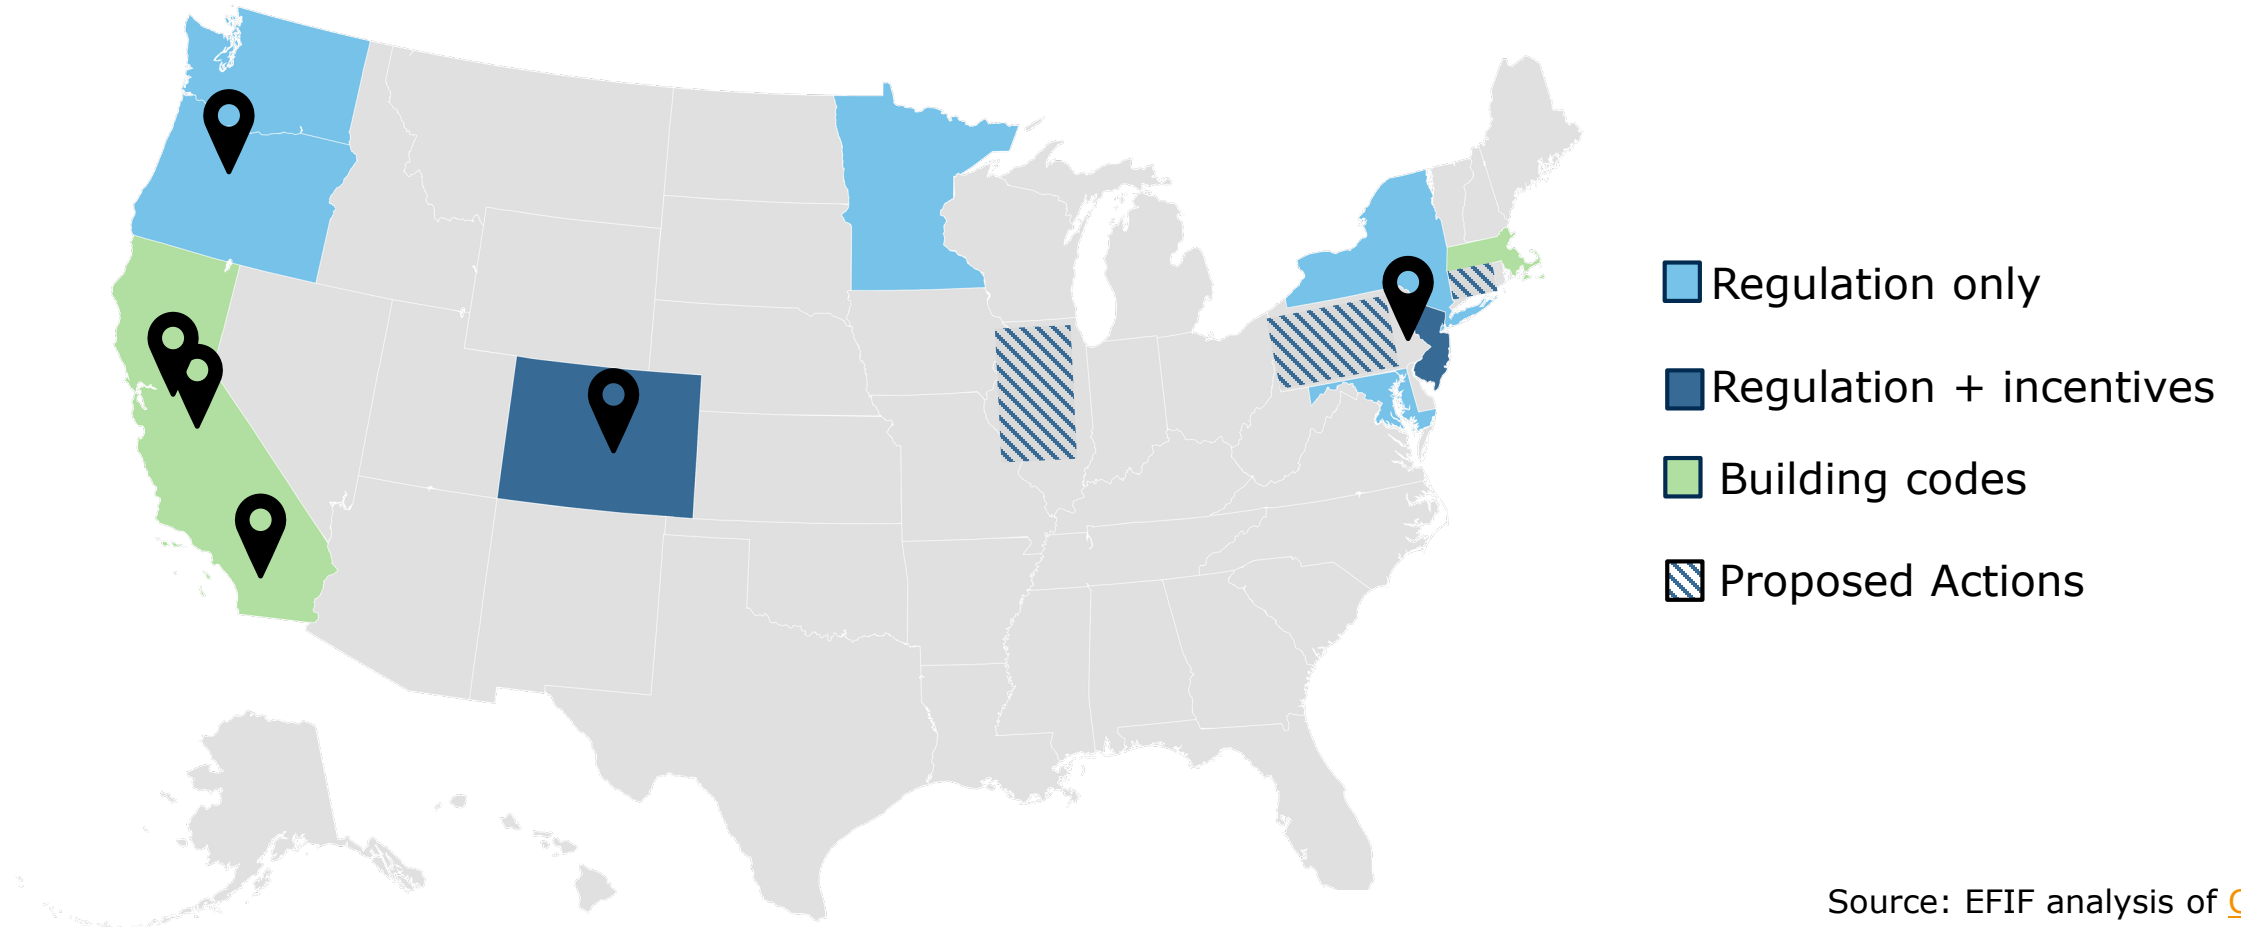 Regulation only
Regulation + incentives
Building codes
Proposed Actions
Source: EFIF analysis of